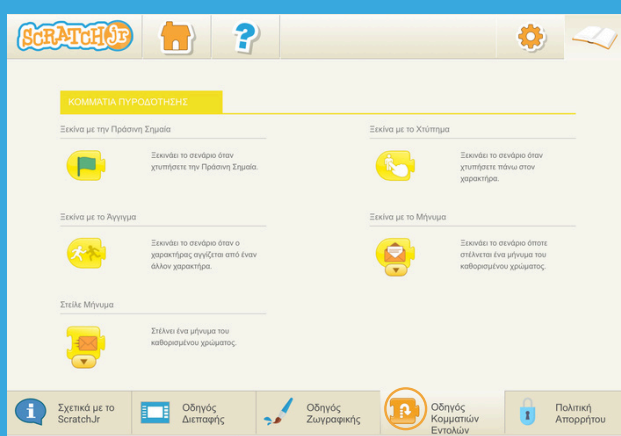 SCRATCHJr
ΚΟΜΜΑΤΙΑ ΠΥΡΟΔΟΤΗΣΗΣ
Ξεκίνα με την Πράσινη Σημαία
Ξεκινάει το σενάριο όταν
χτυπήσετε την Πράσινη Σημαία.
Ξεκίνα με το Χτύπημα
Ξεκινάει το σενάριο όταν
χτυπήσετε πάνω στον
χαρακτήρα.
Ξεκίνα με το Άγγιγμα
Ξεκινάει το σενάριο όταν ο
χαρακτήρας αγγίζεται από έναν
άλλον χαρακτήρα.
Ξεκίνα με το Μήνυμα
Ξεκινάει το σενάριο όποτε
στέλνεται ένα μήνυμα του
καθορισμένου χρώματος.
Στείλε Μήνυμα
Στέλνει ένα μήνυμα του
καθορισμένου χρώματος.
Σχετικά με το
ScratchJr
Οδηγός
Διεπαφής
Οδηγός
Ζωγραφικής
Οδηγός
Κομματιών
Εντολών
Πολιτική
Απορρήτου